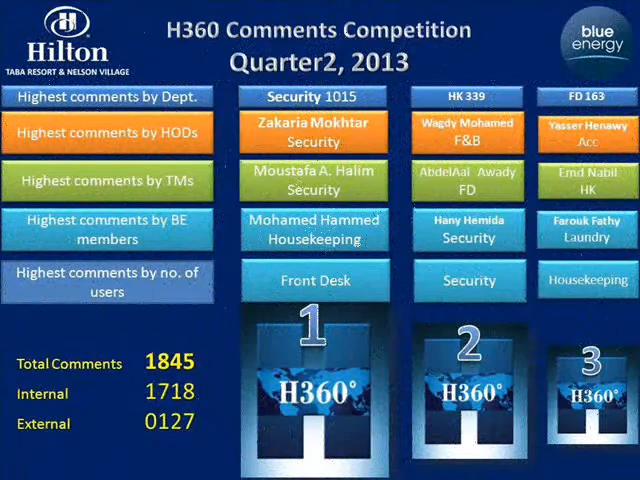 H
Hilton
TABA RESORT & NELSON VILLAGE
H360 Comments Competition
Quarter2, 2013
blue
energy
Highest comments by Dept.
Security 1015
HK 339
FD 163
Highest comments by HODs
Zakaria Mokhtar
Security
Wagdy Mohamed
F&B
Yasser Henawy
Acc
Highest comments by TMs
Moustafa A. Halim
Security
AbdelAal Awady
FD
Emd Nabil
HK
Highest comments by BE
members
Mohamed Hammed
Housekeeping
Hany Hemida
Security
Farouk Fathy
Laundry
Highest comments by no. of
users
Front Desk
Security
Housekeeping
Total Comments 1845
Internal 1718
External 0127
1
H360°
2
H360°
3
H360°